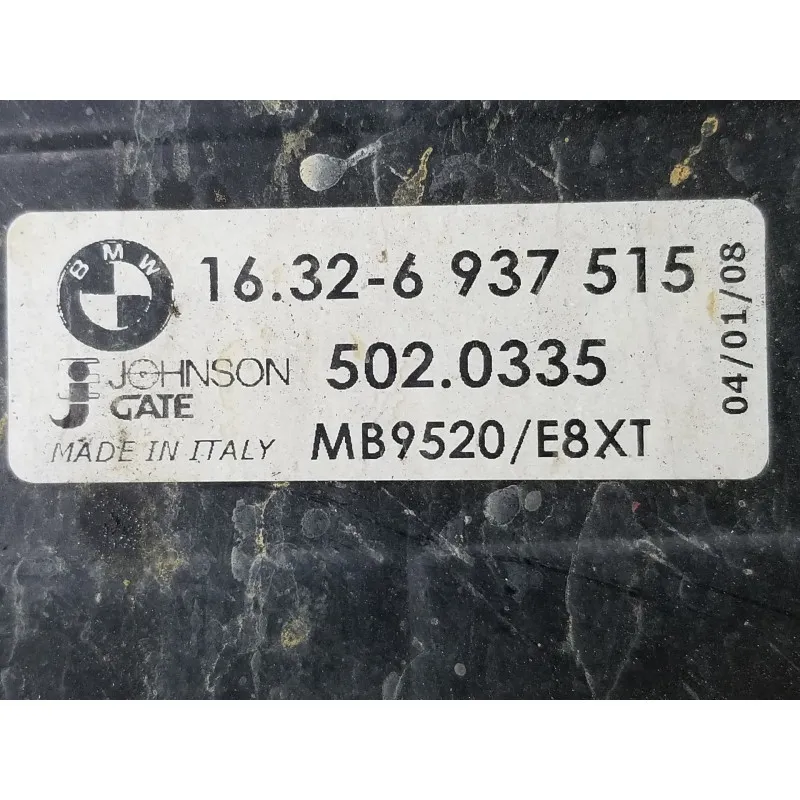 BMW
16.32-6 937 515
JOHNSON 502.0335
GATE
MADE IN ITALY MB9520/E8XT
04/01/08